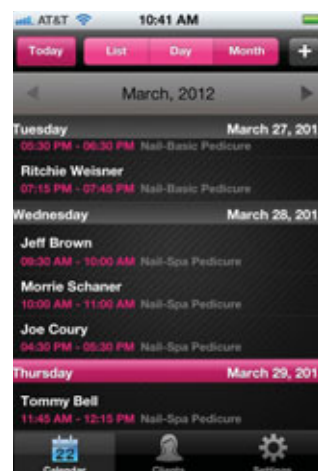 AT&T 10:41 AM
Today List Day Month +
March, 2012
Tuesday March 27, 201
05:30 PM - 06:30 PM Nail-Basic Pedicure
Ritchie Weisner
07:15 PM - 07:45 PM Nail-Basic Pedicure
Wednesday March 28, 201
Jeff Brown
09:30 AM - 10:00 AM Nail-Spa Pedicure
Morrie Schaner
10:00 AM - 11:00 AM Nail-Spa Pedicure
Joe Coury
04:30 PM - 05:30 PM Nail-Spa Pedicure
Thursday March 29, 201
Tommy Bell
11:45 AM - 12:15 PM Nail-Spa Pedicure
22
Calendar Clients Settings